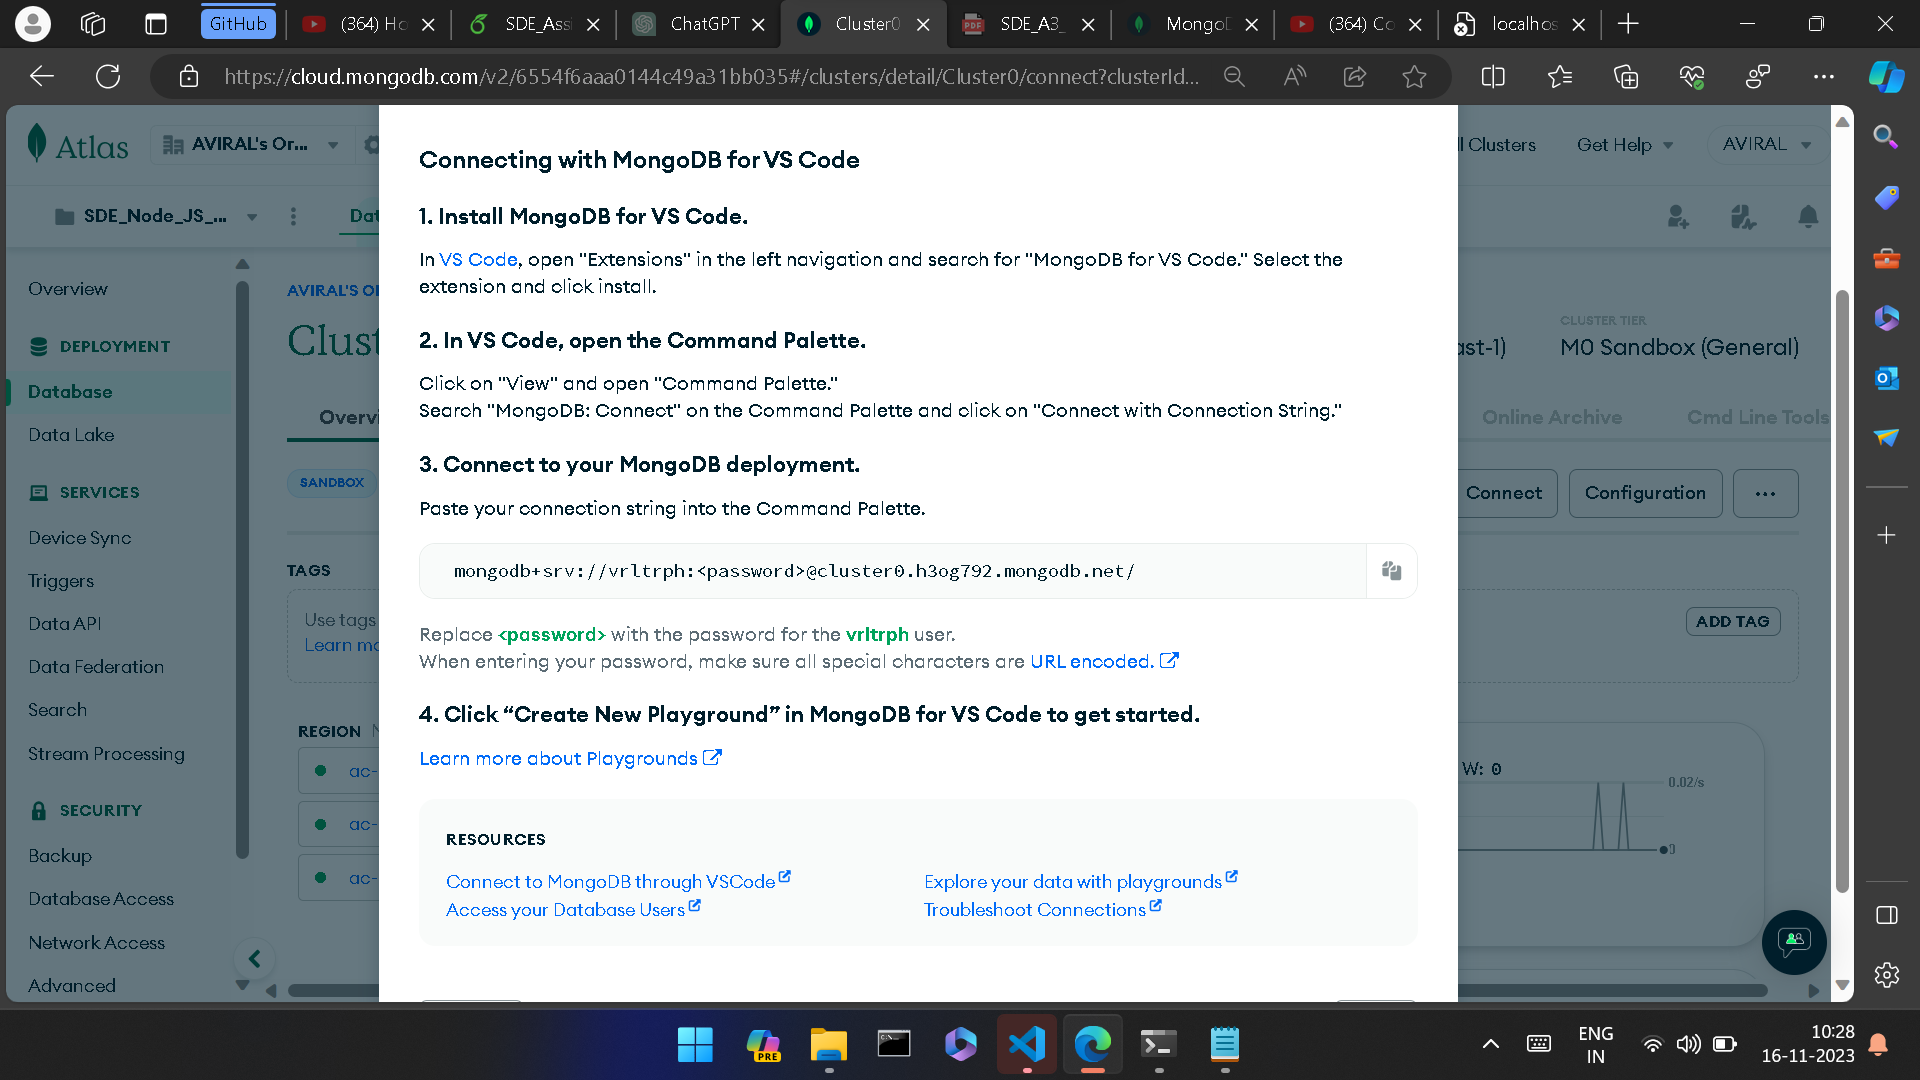 GitHub
(364) Ho
SDE_Assi
ChatGPT
Cluster0
SDE_A3_
MongoD
(364) Co
localhos
https://cloud.mongodb.com/v2/6554f6aaa0144c49a31bb035#/clusters/detail/Cluster0/connect?clusterId...
Atlas
AVIRAL's Or...
ll Clusters
Get Help
AVIRAL
SDE_Node_JS_...
Dat
Overview
DEPLOYMENT
Database
Data Lake
SERVICES
Device Sync
Triggers
Data API
Data Federation
Search
Stream Processing
SECURITY
Backup
Database Access
Network Access
Advanced
AVIRAL'S O
Clust
Overvi
SANDBOX
TAGS
Use tags
Learn mo
REGION
ac-
ac-
ac-
Connecting with MongoDB for VS Code
1. Install MongoDB for VS Code.
In VS Code, open "Extensions" in the left navigation and search for "MongoDB for VS Code." Select the
extension and click install.
2. In VS Code, open the Command Palette.
Click on "View" and open "Command Palette."
Search "MongoDB: Connect" on the Command Palette and click on "Connect with Connection String."
3. Connect to your MongoDB deployment.
Paste your connection string into the Command Palette.
mongodb+srv://vrltrph:<password>@cluster0.h3og792.mongodb.net/
Replace <password> with the password for the vrltrph user.
When entering your password, make sure all special characters are URL encoded.
4. Click “Create New Playground” in MongoDB for VS Code to get started.
Learn more about Playgrounds
RESOURCES
Connect to MongoDB through VSCode
Explore your data with playgrounds
Access your Database Users
Troubleshoot Connections
CLUSTER TIER
ast-1)
M0 Sandbox (General)
Online Archive
Cmd Line Tools
Connect
Configuration
...
ADD TAG
W: 0
0.02/s
0
PRE
ENG
IN
10:28
16-11-2023